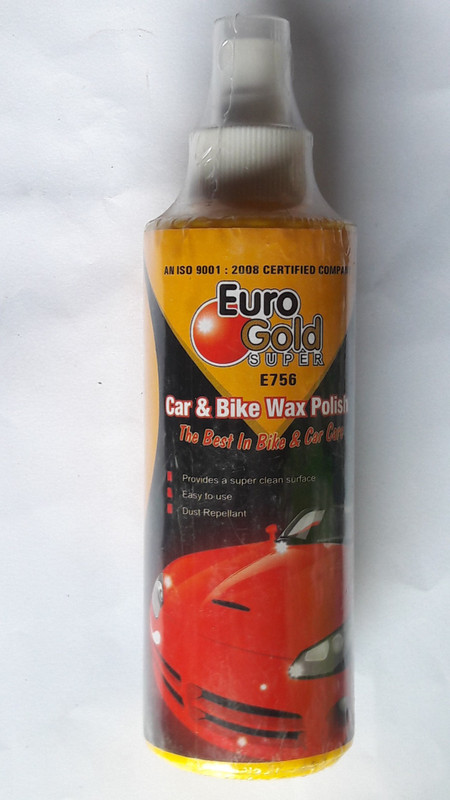 AN ISO 9001 : 2008 CERTIFIED COMPAN
Euro
Gold
SUPER
E756
Car & Bike Wax Polish
The Best In Bike & Car Care
Provides a super clean surface
Easy to use
Dust Repellant